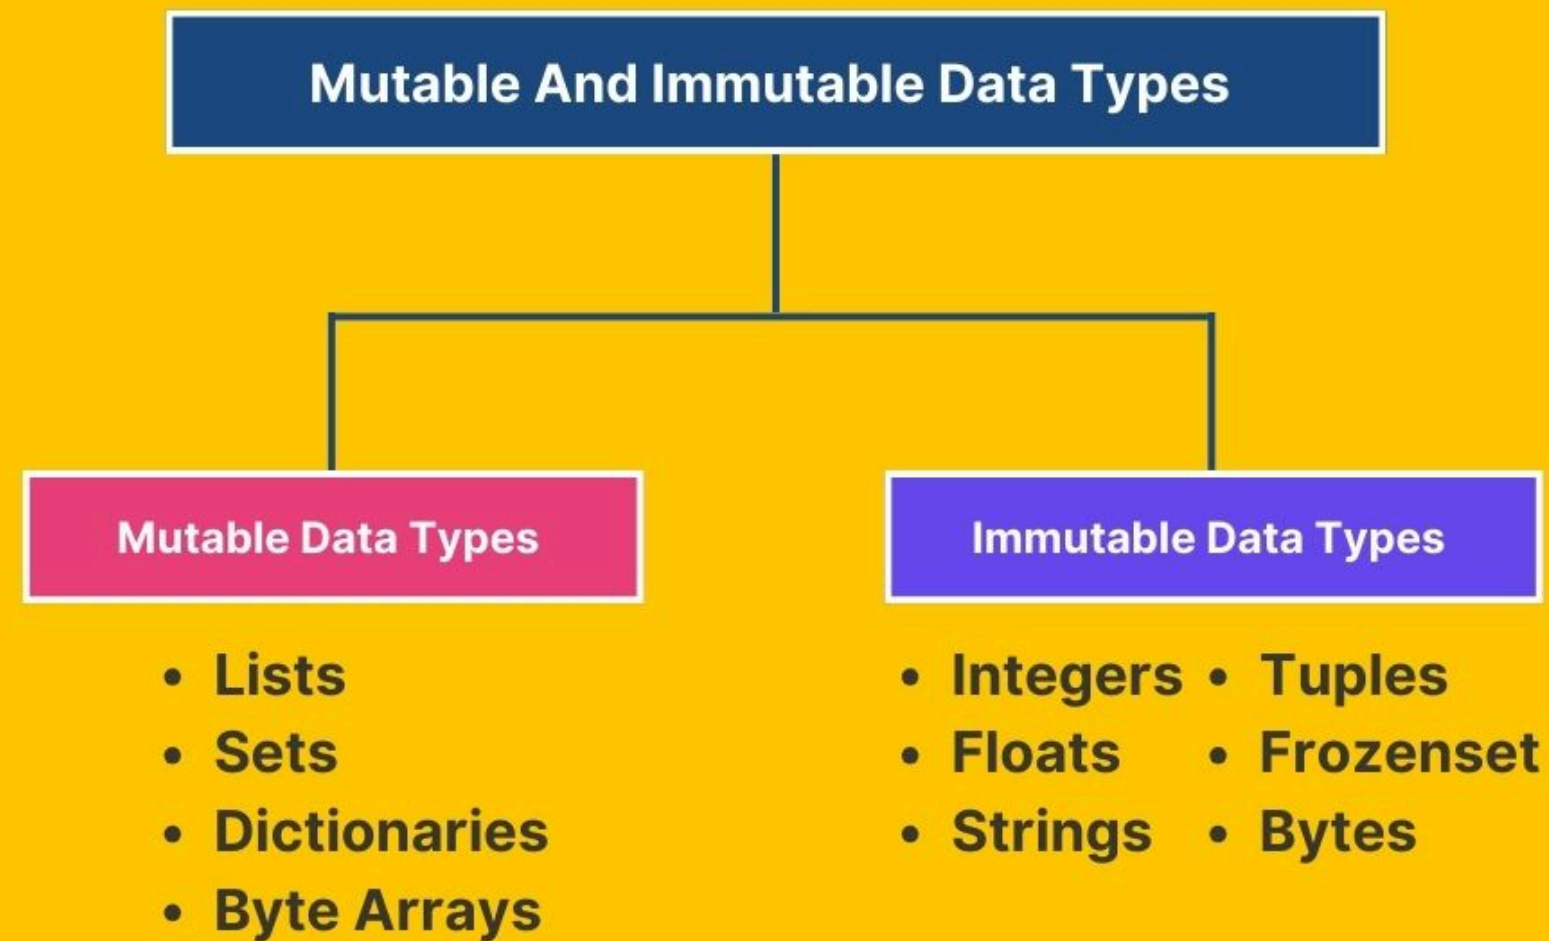 Mutable And Immutable Data Types
Mutable Data Types
• Lists
• Sets
• Dictionaries
• Byte Arrays
Immutable Data Types
• Integers
• Floats
• Strings
• Tuples
• Frozenset
• Bytes